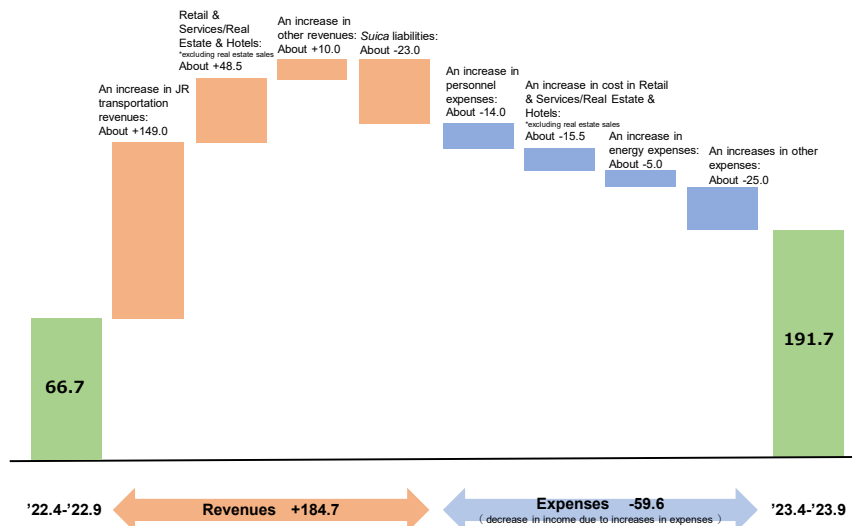 Retail &
Services/Real
Estate & Hotels:
*excluding real estate sales
About +48.5
An increase in
other revenues:
About +10.0
Suica liabilities:
About -23.0
An increase in JR
transportation
revenues:
About +149.0
An increase in
personnel
expenses:
About -14.0
An increase in cost in Retail
& Services/Real Estate &
Hotels:
*excluding real estate sales
About -15.5
An increase in
energy expenses:
About -5.0
An increases in other
expenses:
About -25.0
66.7
191.7
’22.4-’22.9
Revenues +184.7
Expenses -59.6
( decrease in income due to increases in expenses )
’23.4-’23.9